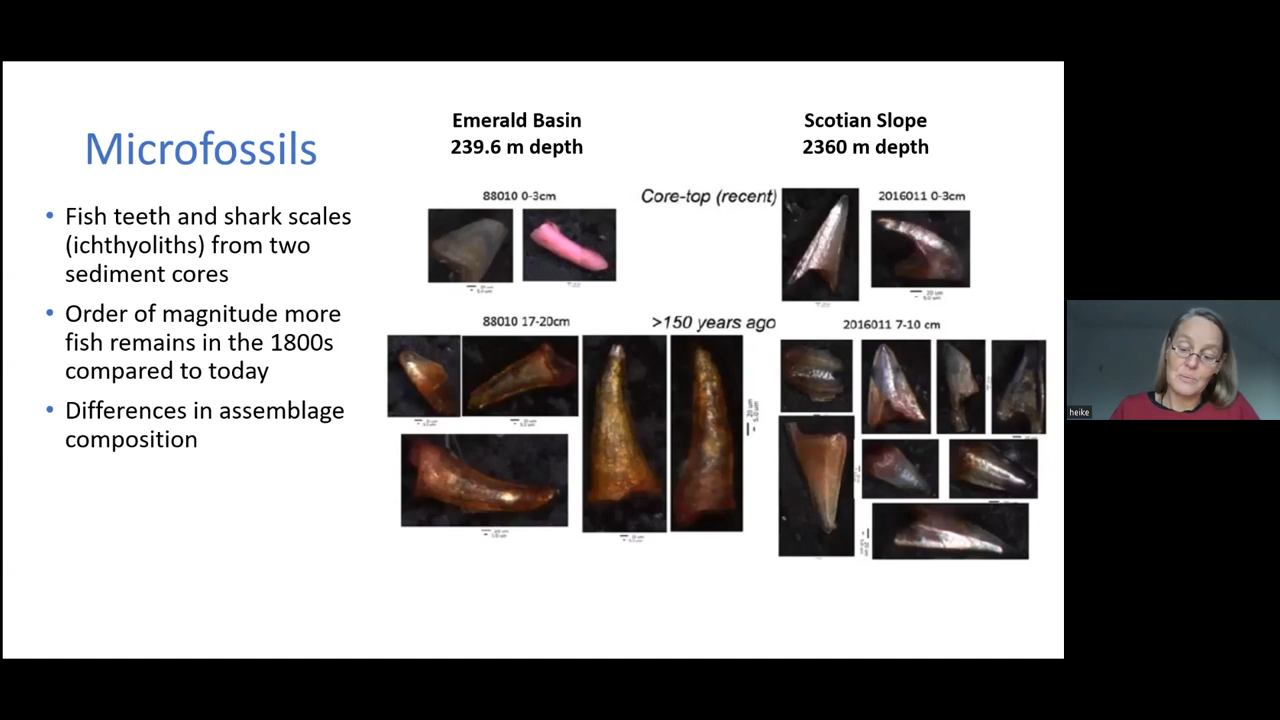 Microfossils
• Fish teeth and shark scales
(ichthyoliths) from two
sediment cores
• Order of magnitude more
fish remains in the 1800s
compared to today
• Differences in assemblage
composition
Emerald Basin
239.6 m depth
Scotian Slope
2360 m depth
88010 0-3cm
Core-top (recent)
2016011 0-3cm
88010 17-20cm
>150 years ago
2016011 7-10 cm
heike